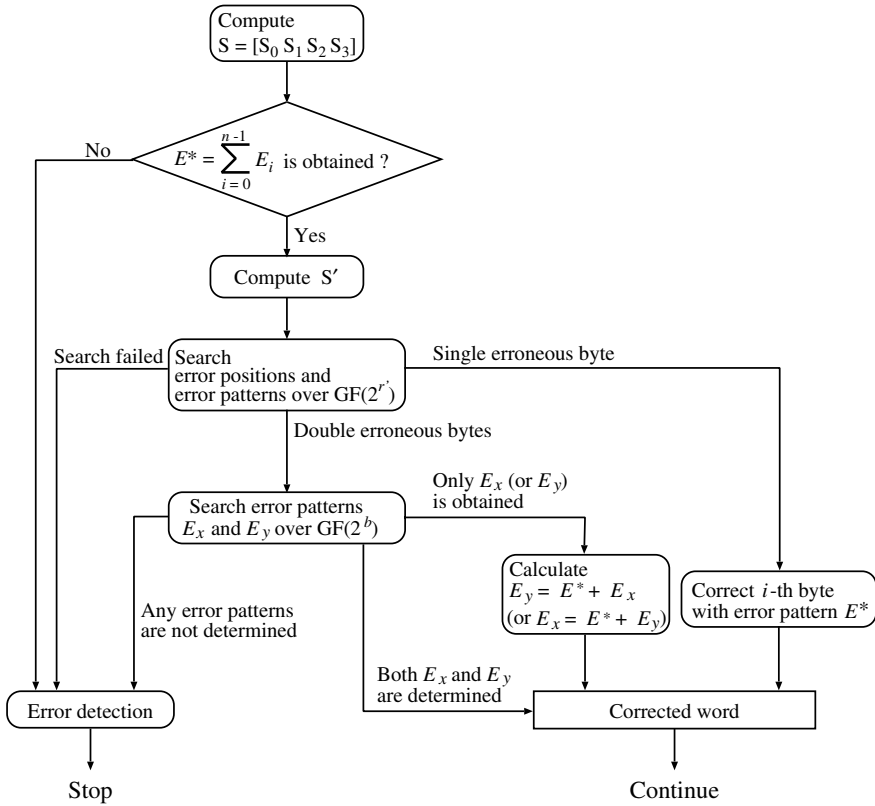 Compute
S = [S₀ S₁ S₂ S₃]
No
E* = ∑ᵢ₌₀ⁿ⁻¹ Eᵢ is obtained ?
Yes
Compute S′
Search failed
Search
error positions and
error patterns over GF(2^r')
Single erroneous byte
Double erroneous bytes
Search error patterns
E_x and E_y over GF(2^b)
Only E_x (or E_y)
is obtained
Calculate
E_y = E* + E_x
(or E_x = E* + E_y)
Correct i-th byte
with error pattern E*
Any error patterns
are not determined
Both E_x and E_y
are determined
Error detection
Corrected word
Stop
Continue